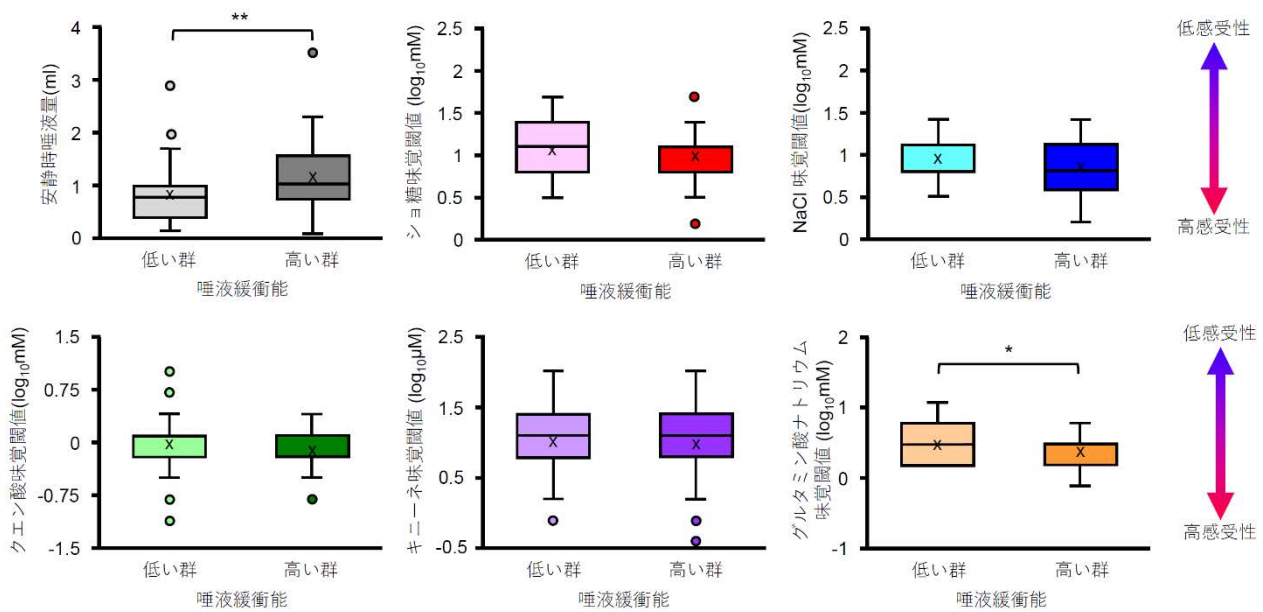 安静時唾液量(ml)
4
3
2
1
0
**
低い群
高い群
唾液緩衝能
ショ糖味覚閾値 (log10mM)
2.5
2
1.5
1
0.5
0
低い群
高い群
唾液緩衝能
NaCl 味覚閾値(log10mM)
2.5
2
1.5
1
0.5
0
低い群
高い群
唾液緩衝能
低感受性
高感受性
クエン酸味覚閾値(log10mM)
1.5
0.75
0
-0.75
-1.5
低い群
高い群
唾液緩衝能
キニーネ味覚閾値 (log10μM)
2.5
1.5
0.5
-0.5
低い群
高い群
唾液緩衝能
グルタミン酸ナトリウム
味覚閾値 (log10mM)
2
1
0
-1
*
低い群
高い群
唾液緩衝能
低感受性
高感受性